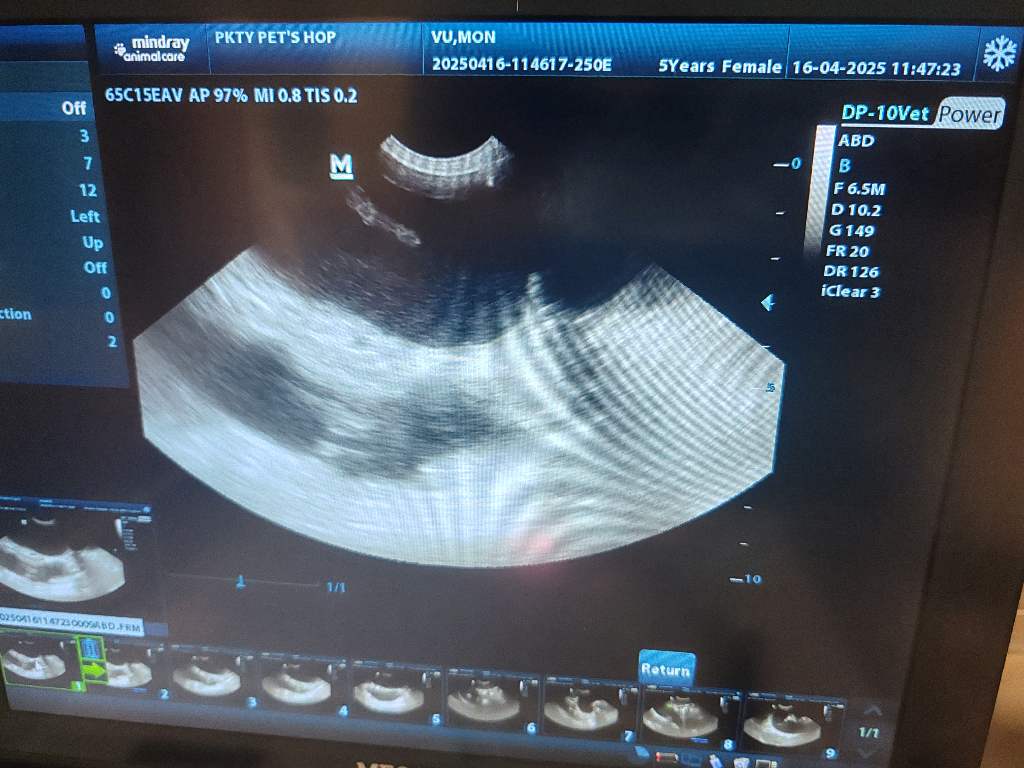 mindray
animalcare
PKTY PET'S HOP
VU,MON
20250416-114617-250E
5Years Female
16-04-2025 11:47:23
65C15EAV AP 97% MI 0.8 TIS 0.2
DP-10Vet
Power
ABD
B
F 6.5M
D 10.2
G 149
FR 20
DR 126
iClear 3
M
0
5
10
Off
3
7
12
Left
Up
Off
0
ction 0
2
1/1
Return
1
2
3
4
5
6
7
8
9
1/1